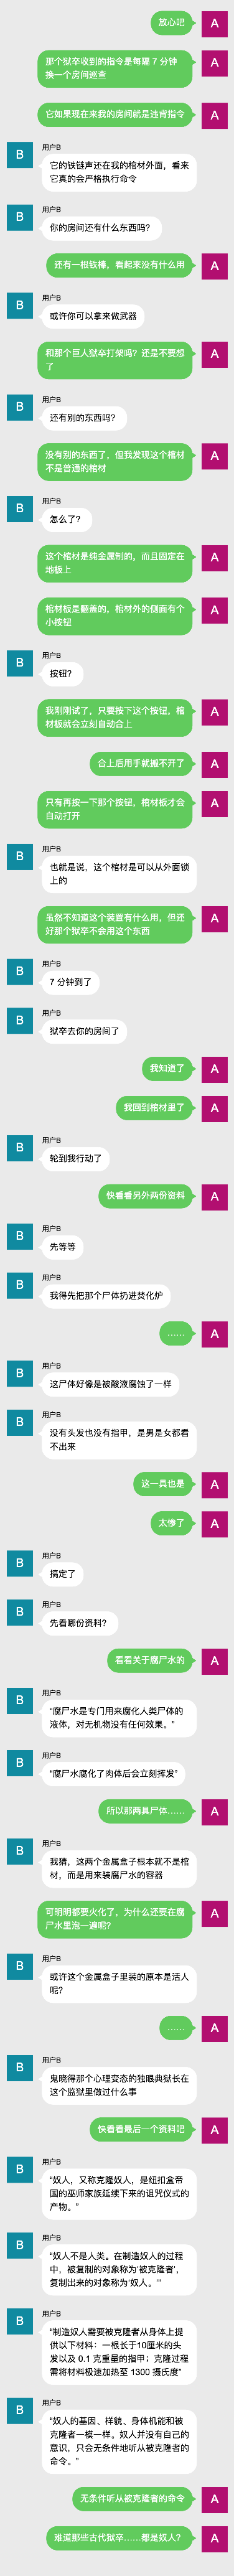 放心吧
A
那个狱卒收到的指令是每隔 7 分钟
换一个房间巡查
A
它如果现在来我的房间就是违背指令
A
用户B
B
它的铁链声还在我的棺材外面，看来
它真的会严格执行命令
用户B
B
你的房间还有什么东西吗？
还有一根铁棒，看起来没有什么用
A
用户B
B
或许你可以拿来做武器
和那个巨人狱卒打架吗？还是不要想
了
A
用户B
B
还有别的东西吗？
没有别的东西了，但我发现这个棺材
不是普通的棺材
A
用户B
B
怎么了？
这个棺材是纯金属制的，而且固定在
地板上
A
棺材板是翻盖的，棺材外的侧面有个
小按钮
A
用户B
B
按钮？
我刚刚试了，只要按下这个按钮，棺
材板就会立刻自动合上
A
合上后用手就搬不开了
A
只有再按一下那个按钮，棺材板才会
自动打开
A
用户B
B
也就是说，这个棺材是可以从外面锁
上的
虽然不知道这个装置有什么用，但还
好那个狱卒不会用这个东西
A
用户B
B
7 分钟到了
用户B
B
狱卒去你的房间了
我知道了
A
我回到棺材里了
A
用户B
B
轮到我行动了
快看看另外两份资料
A
用户B
B
先等等
用户B
B
我得先把那个尸体扔进焚化炉
……
A
用户B
B
这尸体好像是被酸液腐蚀了一样
用户B
B
没有头发也没有指甲，是男是女都看
不出来
这一具也是
A
太惨了
A
用户B
B
搞定了
用户B
B
先看哪份资料？
看看关于腐尸水的
A
用户B
B
“腐尸水是专门用来腐化人类尸体的
液体，对无机物没有任何效果。”
用户B
B
“腐尸水腐化了肉体后会立刻挥发”
所以那两具尸体……
A
用户B
B
我猜，这两个金属盒子根本就不是棺
材，而是用来装腐尸水的容器
可明明都要火化了，为什么还要在腐
尸水里泡一遍呢？
A
用户B
B
或许这个金属盒子里装的原本是活人
呢？
……
A
用户B
B
鬼晓得那个心理变态的独眼典狱长在
这个监狱里做过什么事
快看看最后一个资料吧
A
用户B
B
“奴人，又称克隆奴人，是纽扣盒帝
国的巫师家族延续下来的诅咒仪式的
产物。”
用户B
B
“奴人不是人类。在制造奴人的过程
中，被复制的对象称为‘被克隆者’，
复制出来的对象称为‘奴人。’”
用户B
B
“制造奴人需要被克隆者从身体上提
供以下材料：一根长于10厘米的头
发以及 0.1 克重量的指甲；克隆过程
需将材料极速加热至 1300 摄氏度”
用户B
B
“奴人的基因、样貌、身体机能和被
克隆者一模一样。奴人并没有自己的
意识，只会无条件地听从被克隆者的
命令。”
无条件听从被克隆者的命令
A
难道那些古代狱卒……都是奴人？
A